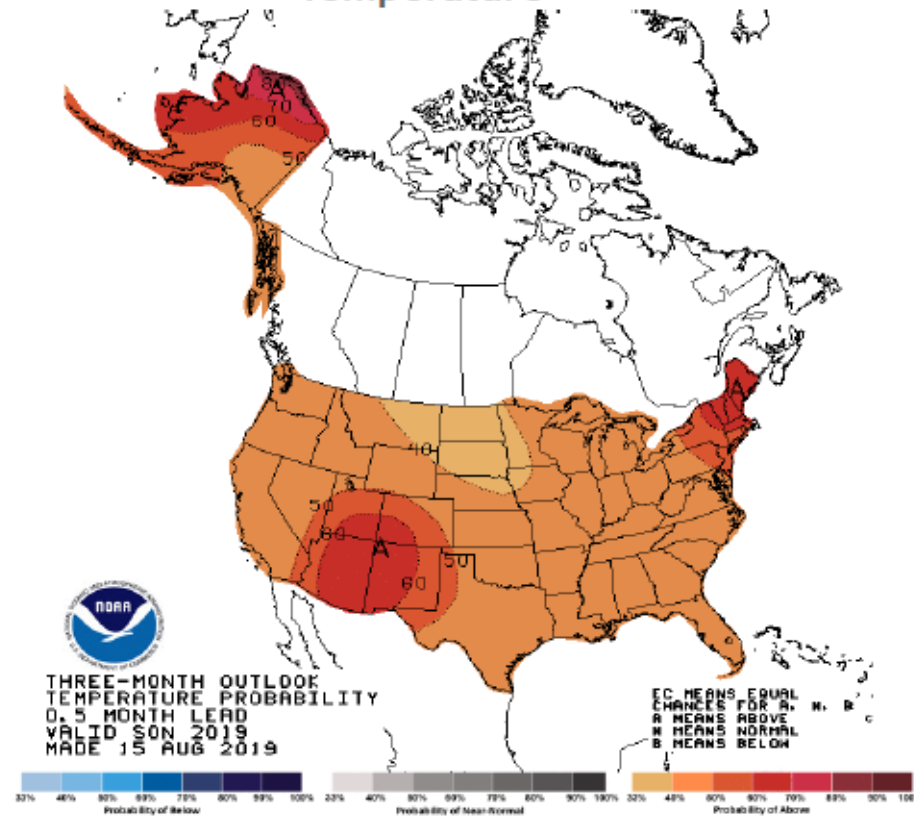 A
70
60
50
A
40
50
60
A
50
60
NOAA
THREE-MONTH OUTLOOK
TEMPERATURE PROBABILITY
0.5 MONTH LEAD
VALID SON 2019
MADE 15 AUG 2019
EC MEANS EQUAL
CHANCES FOR A, N, B
A MEANS ABOVE
N MEANS NORMAL
B MEANS BELOW
33% 40% 50% 60% 70% 80% 90% 100%
Probability of Below
33% 40% 50% 60% 70% 80% 90% 100%
Probability of Near-Normal
33% 40% 50% 60% 70% 80% 90% 100%
Probability of Above